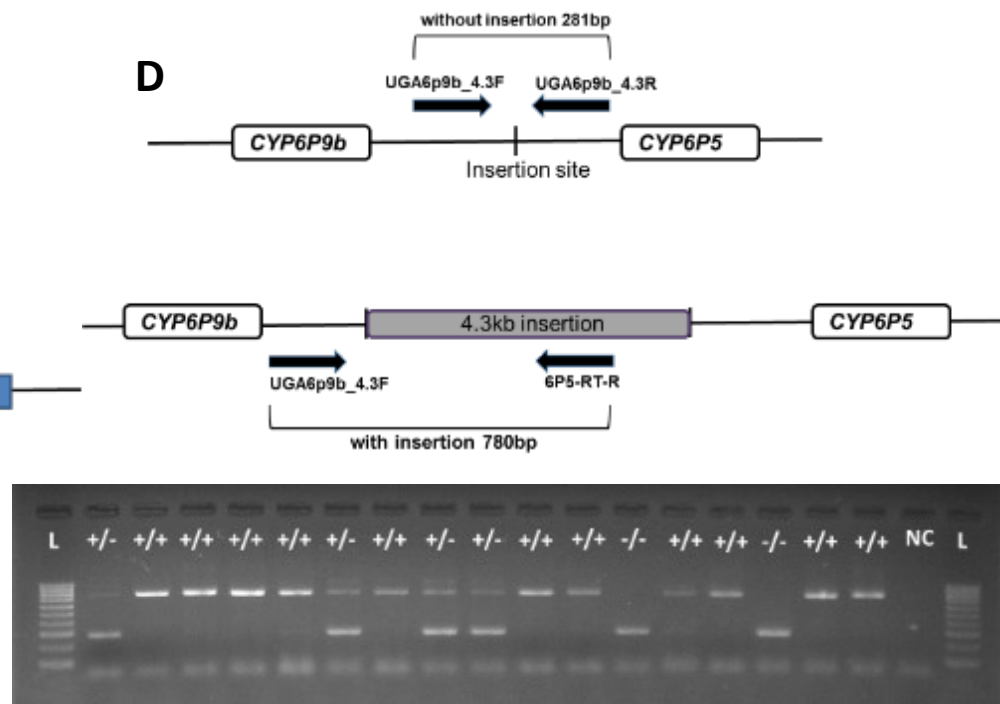 without insertion 281bp
D
UGA6p9b_4.3F UGA6p9b_4.3R
CYP6P9b CYP6P5
Insertion site
CYP6P9b 4.3kb insertion CYP6P5
UGA6p9b_4.3F 6P5-RT-R
with insertion 780bp
L +/- +/+ +/+ +/+ +/+ +/- +/+ +/- +/- +/+ +/+ -/- +/+ +/+ -/- +/+ +/+ NC L